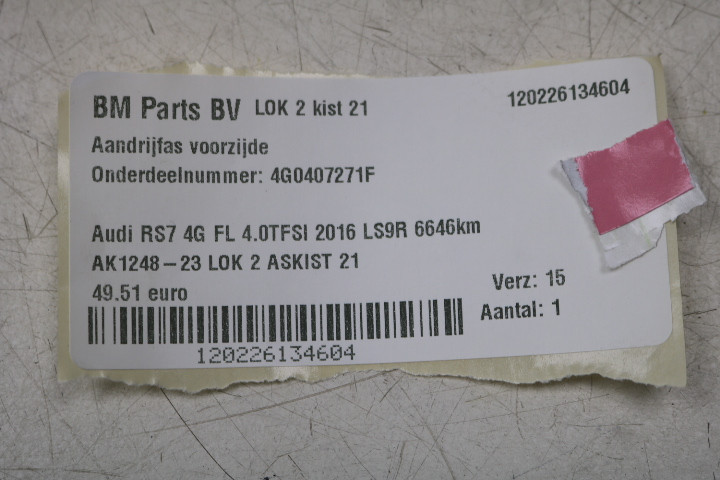 BM Parts BV LOK 2 kist 21
120226134604
Aandrijfas voorzijde
Onderdeelnummer: 4G0407271F
Audi RS7 4G FL 4.0TFSI 2016 LS9R 6646km
AK1248-23 LOK 2 ASKIST 21
49.51 euro
Verz: 15
Aantal: 1
120226134604